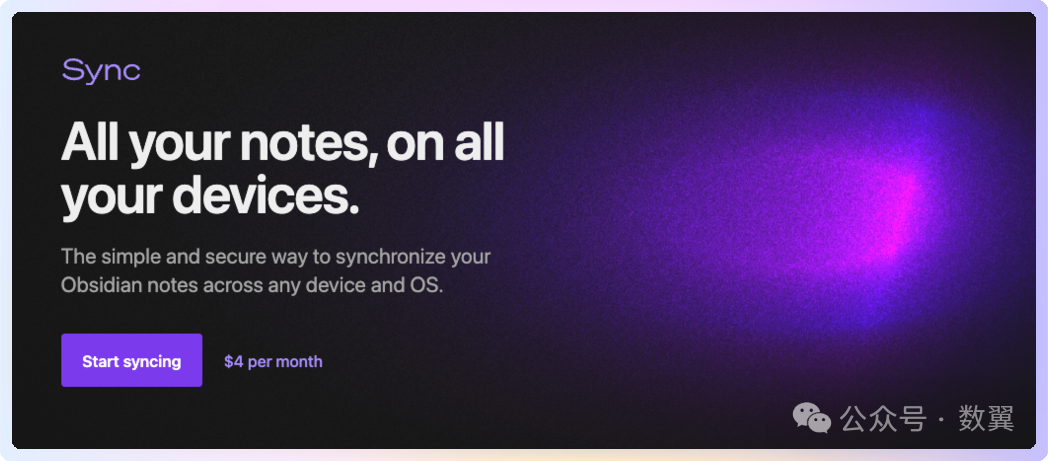 Sync
All your notes, on all
your devices.
The simple and secure way to synchronize your
Obsidian notes across any device and OS.
Start syncing
$4 per month
公众号 · 数翼